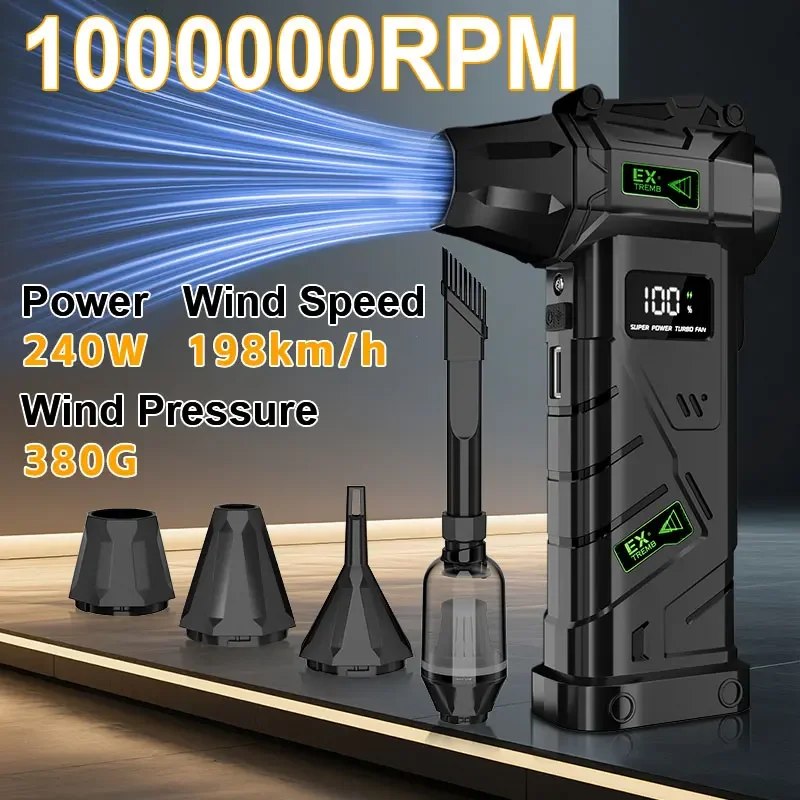 1000000RPM
EX
TREMB
100%
SUPER POWER TURBO FAN
Power Wind Speed
240W 198km/h
Wind Pressure
380G
EX
TREMB